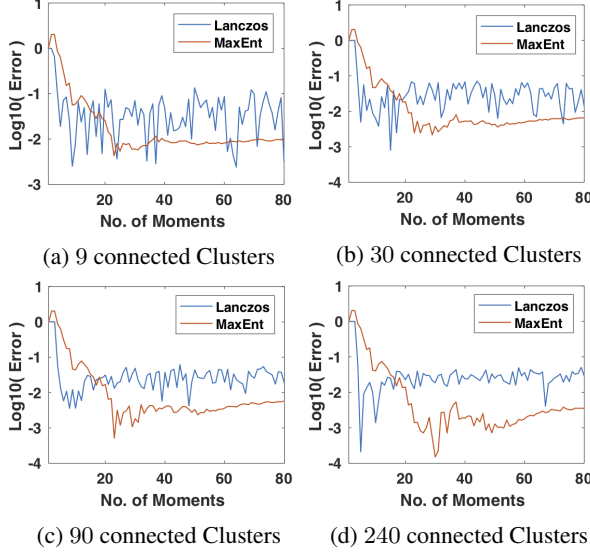 1
0
-1
-2
-3
Log10( Error )
Lanczos
MaxEnt
20
40
60
80
No. of Moments
(a) 9 connected Clusters
1
0
-1
-2
-3
-4
Log10( Error )
Lanczos
MaxEnt
20
40
60
80
No. of Moments
(b) 30 connected Clusters
1
0
-1
-2
-3
-4
Log10( Error )
Lanczos
MaxEnt
20
40
60
80
No. of Moments
(c) 90 connected Clusters
1
0
-1
-2
-3
-4
Log10( Error )
Lanczos
MaxEnt
20
40
60
80
No. of Moments
(d) 240 connected Clusters